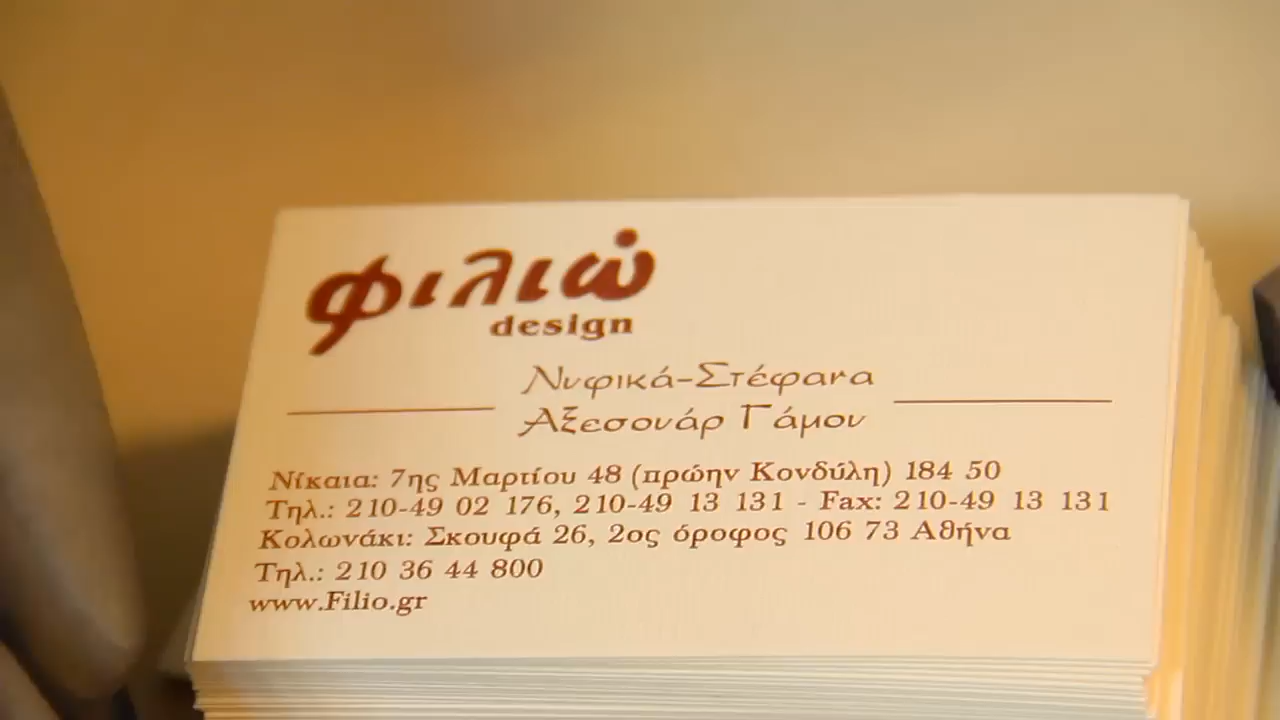 φιλιώ
design
Νυφικά-Στέφανα
Αξεσουάρ Γάμου
Νίκαια: 7ης Μαρτίου 48 (πρώην Κονδύλη) 184 50
Τηλ.: 210-49 02 176, 210-49 13 131 - Fax: 210-49 13 131
Κολωνάκι: Σκουφά 26, 2ος όροφος 106 73 Αθήνα
Τηλ.: 210 36 44 800
www.Filio.gr